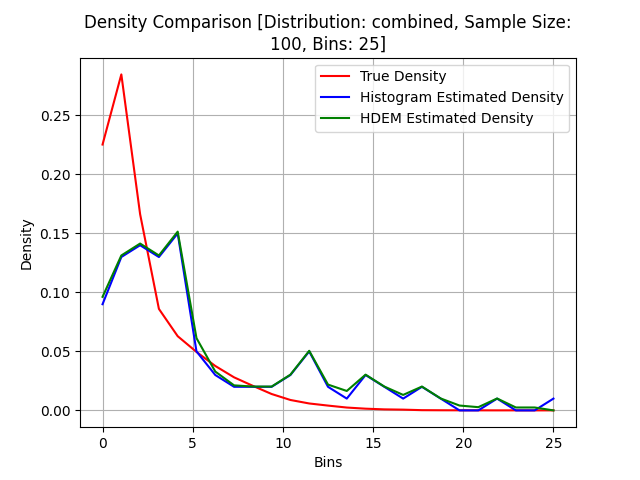 Density Comparison [Distribution: combined, Sample Size:
100, Bins: 25]
True Density
Histogram Estimated Density
HDEM Estimated Density
Density
0.25
0.20
0.15
0.10
0.05
0.00
0 5 10 15 20 25
Bins